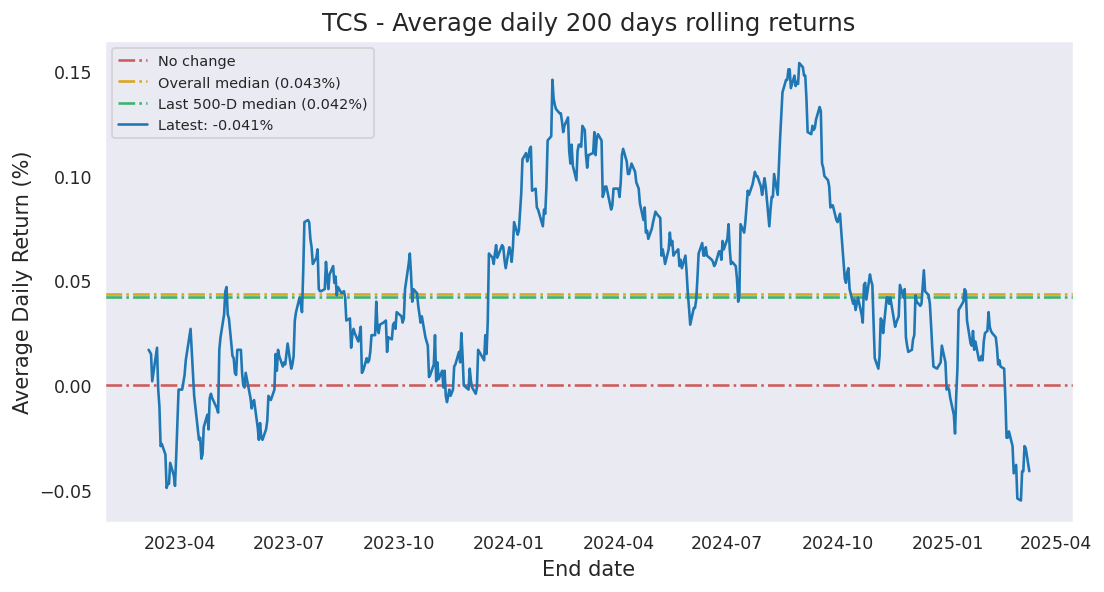 TCS - Average daily 200 days rolling returns
No change
Overall median (0.043%)
Last 500-D median (0.042%)
Latest: -0.041%
Average Daily Return (%)
0.15
0.10
0.05
0.00
−0.05
2023-04 2023-07 2023-10 2024-01 2024-04 2024-07 2024-10 2025-01 2025-04
End date